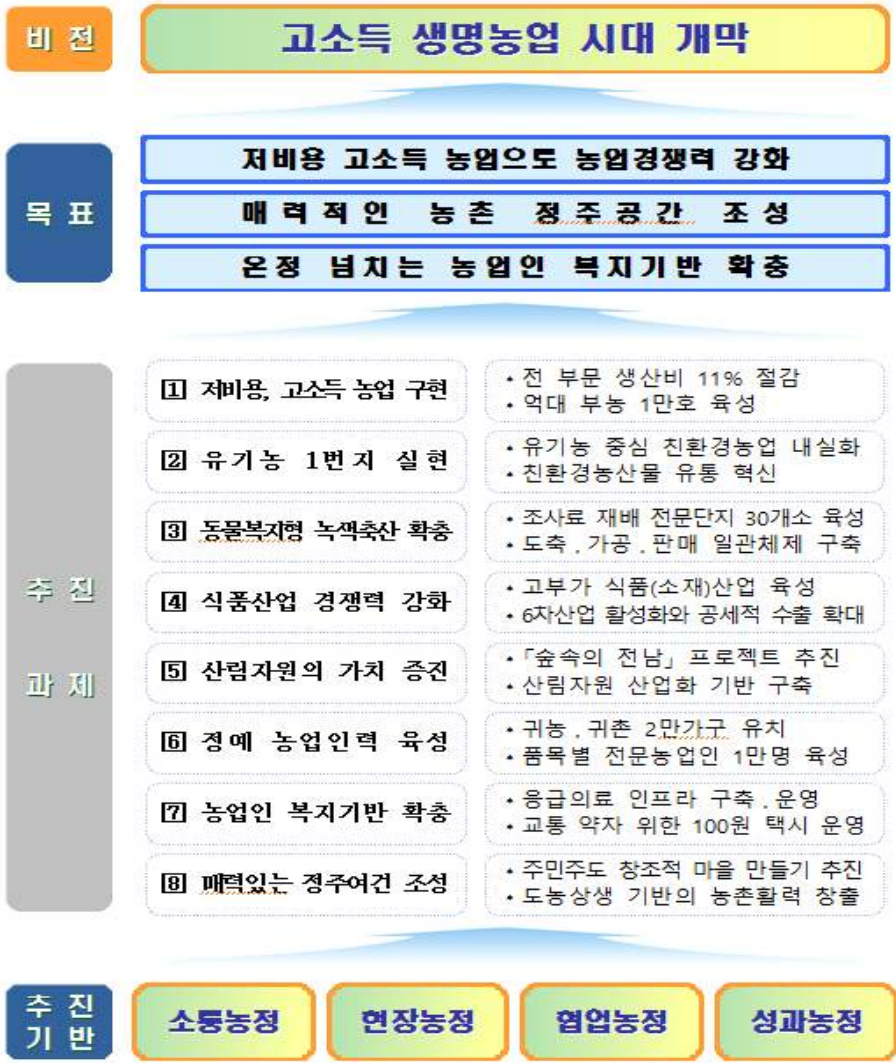 비 전
고소득 생명농업 시대 개막
목 표
저비용 고소득 농업으로 농업경쟁력 강화
매력적인 농촌 정주공간 조성
온정 넘치는 농업인 복지기반 확충
추 진
과 제
1 저비용, 고소득 농업 구현
• 전 부문 생산비 11% 절감
• 억대 부농 1만호 육성
2 유기농 1번지 실현
• 유기농 중심 친환경농업 내실화
• 친환경농산물 유통 혁신
3 동물복지형 녹색축산 확충
• 조사료 재배 전문단지 30개소 육성
• 도축 . 가공 . 판매 일관체제 구축
4 식품산업 경쟁력 강화
• 고부가 식품(소재)산업 육성
• 6차산업 활성화와 공세적 수출 확대
5 산림자원의 가치 증진
• 「숲속의 전남」 프로젝트 추진
• 산림자원 산업화 기반 구축
6 정예 농업인력 육성
• 귀농 . 귀촌 2만가구 유치
• 품목별 전문농업인 1만명 육성
7 농업인 복지기반 확충
• 응급의료 인프라 구축 . 운영
• 교통 약자 위한 100원 택시 운영
8 매력있는 정주여건 조성
• 주민주도 창조적 마을 만들기 추진
• 도농상생 기반의 농촌활력 창출
추 진
기 반
소통농정
현장농정
협업농정
성과농정